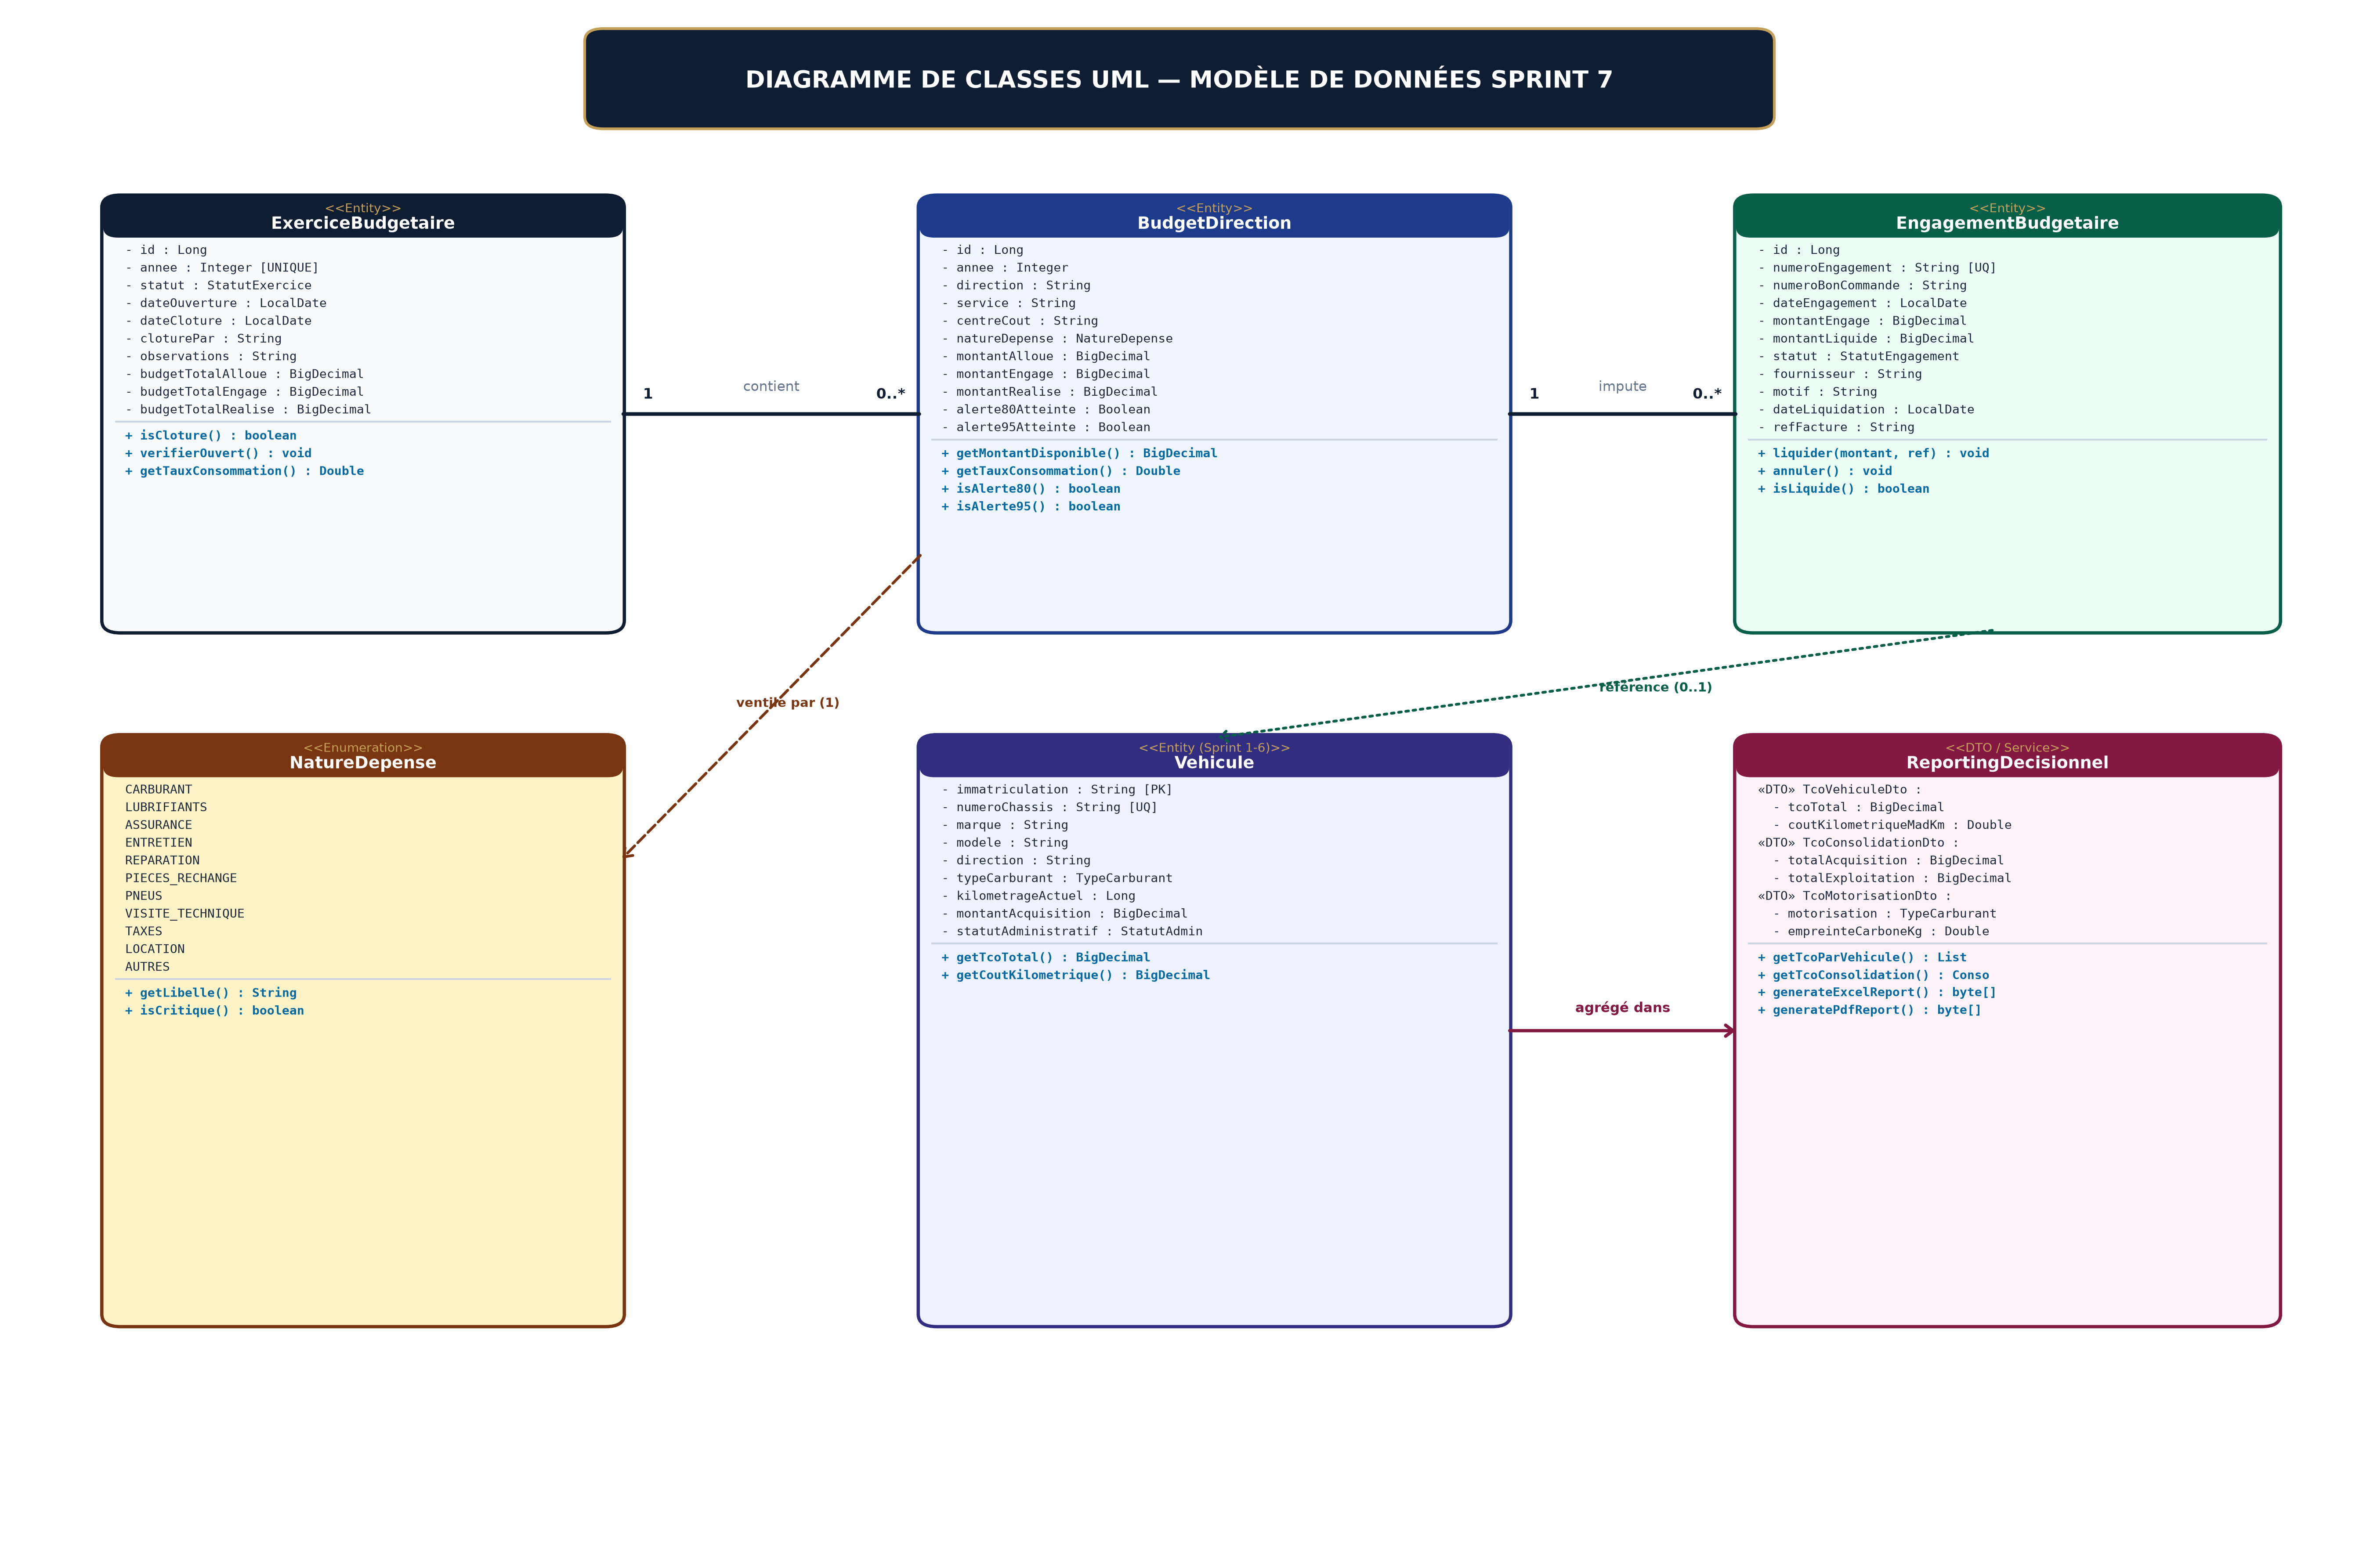 DIAGRAMME DE CLASSES UML — MODÈLE DE DONNÉES SPRINT 7
<<Entity>>
ExerciceBudgetaire
- id : Long
- annee : Integer [UNIQUE]
- statut : StatutExercice
- dateOuverture : LocalDate
- dateCloture : LocalDate
- cloturePar : String
- observations : String
- budgetTotalAlloue : BigDecimal
- budgetTotalEngage : BigDecimal
- budgetTotalRealise : BigDecimal
+ isCloture() : boolean
+ verifierOuvert() : void
+ getTauxConsommation() : Double
1
contient
0..*
<<Entity>>
BudgetDirection
- id : Long
- annee : Integer
- direction : String
- service : String
- centreCout : String
- natureDepense : NatureDepense
- montantAlloue : BigDecimal
- montantEngage : BigDecimal
- montantRealise : BigDecimal
- alerte80Atteinte : Boolean
- alerte95Atteinte : Boolean
+ getMontantDisponible() : BigDecimal
+ getTauxConsommation() : Double
+ isAlerte80() : boolean
+ isAlerte95() : boolean
1
impute
0..*
<<Entity>>
EngagementBudgetaire
- id : Long
- numeroEngagement : String [UQ]
- numeroBonCommande : String
- dateEngagement : LocalDate
- montantEngage : BigDecimal
- montantLiquide : BigDecimal
- statut : StatutEngagement
- fournisseur : String
- motif : String
- dateLiquidation : LocalDate
- refFacture : String
+ liquider(montant, ref) : void
+ annuler() : void
+ isLiquide() : boolean
ventilé par (1)
référence (0..1)
<<Enumeration>>
NatureDepense
CARBURANT
LUBRIFIANTS
ASSURANCE
ENTRETIEN
REPARATION
PIECES_RECHANGE
PNEUS
VISITE_TECHNIQUE
TAXES
LOCATION
AUTRES
+ getLibelle() : String
+ isCritique() : boolean
<<Entity (Sprint 1-6)>>
Vehicule
- immatriculation : String [PK]
- numeroChassis : String [UQ]
- marque : String
- modele : String
- direction : String
- typeCarburant : TypeCarburant
- kilometrageActuel : Long
- montantAcquisition : BigDecimal
- statutAdministratif : StatutAdmin
+ getTcoTotal() : BigDecimal
+ getCoutKilometrique() : BigDecimal
agrégé dans
<<DTO / Service>>
ReportingDecisionnel
«DTO» TcoVehiculeDto :
- tcoTotal : BigDecimal
- coutKilometriqueMadKm : Double
«DTO» TcoConsolidationDto :
- totalAcquisition : BigDecimal
- totalExploitation : BigDecimal
«DTO» TcoMotorisationDto :
- motorisation : TypeCarburant
- empreinteCarboneKg : Double
+ getTcoParVehicule() : List
+ getTcoConsolidation() : Conso
+ generateExcelReport() : byte[]
+ generatePdfReport() : byte[]